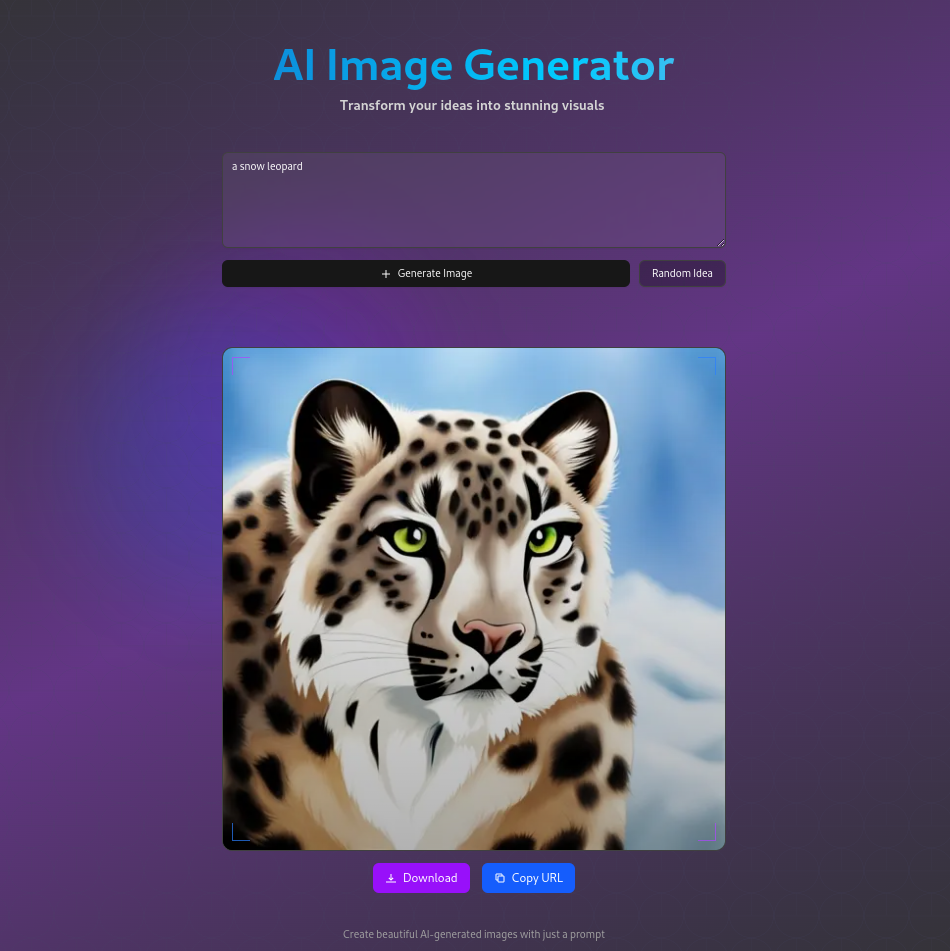 AI Image Generator
Transform your ideas into stunning visuals
a snow leopard
Generate Image
Random Idea
Download
Copy URL
Create beautiful AI-generated images with just a prompt